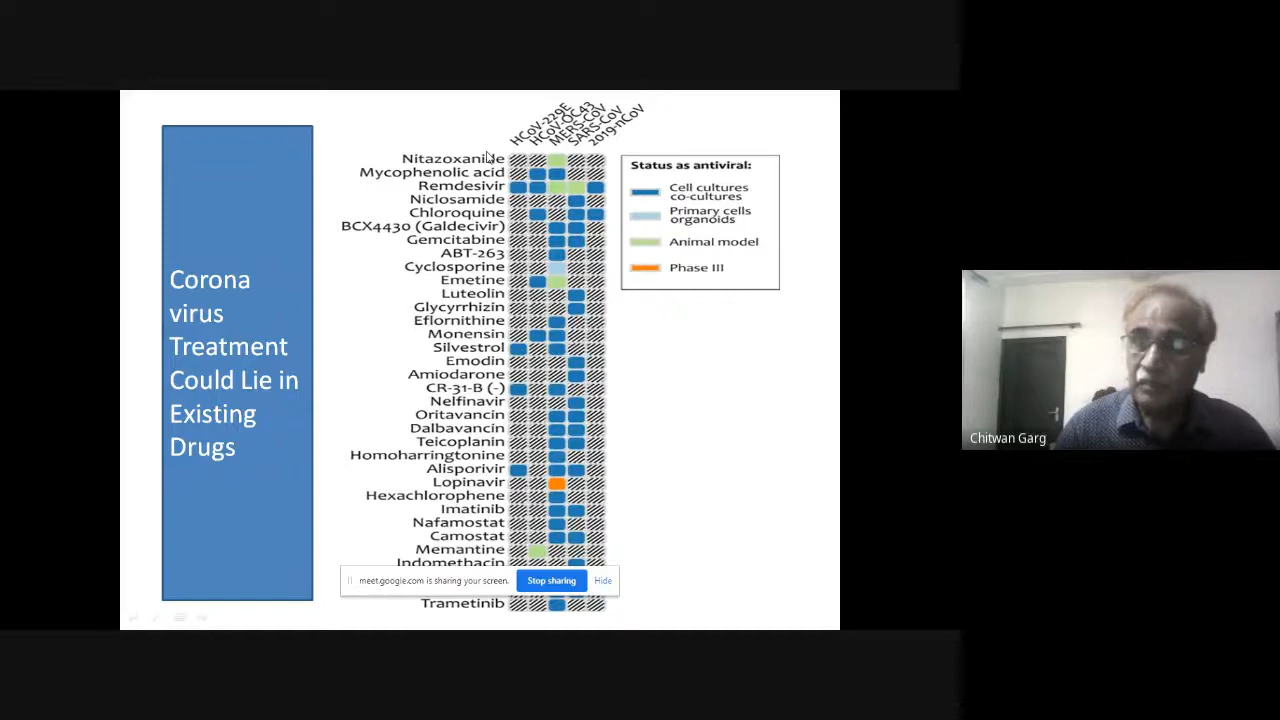 Corona
virus
Treatment
Could Lie in
Existing
Drugs
HCoV-229E
HCoV-OC43
MERS-CoV
SARS-CoV
2019-nCoV
Nitazoxanide
Mycophenolic acid
Remdesivir
Niclosamide
Chloroquine
BCX4430 (Galdecivir)
Gemcitabine
ABT-263
Cyclosporine
Emetine
Luteolin
Glycyrrhizin
Eflornithine
Monensin
Silvestrol
Emodin
Amiodarone
CR-31-B (-)
Nelfinavir
Oritavancin
Dalbavancin
Teicoplanin
Homoharringtonine
Alisporivir
Lopinavir
Hexachlorophene
Imatinib
Nafamostat
Camostat
Memantine
Indomethacin
Trametinib
Status as antiviral:
Cell cultures
co-cultures
Primary cells
organoids
Animal model
Phase III
meet.google.com is sharing your screen.
Stop sharing
Hide
Chitwan Garg